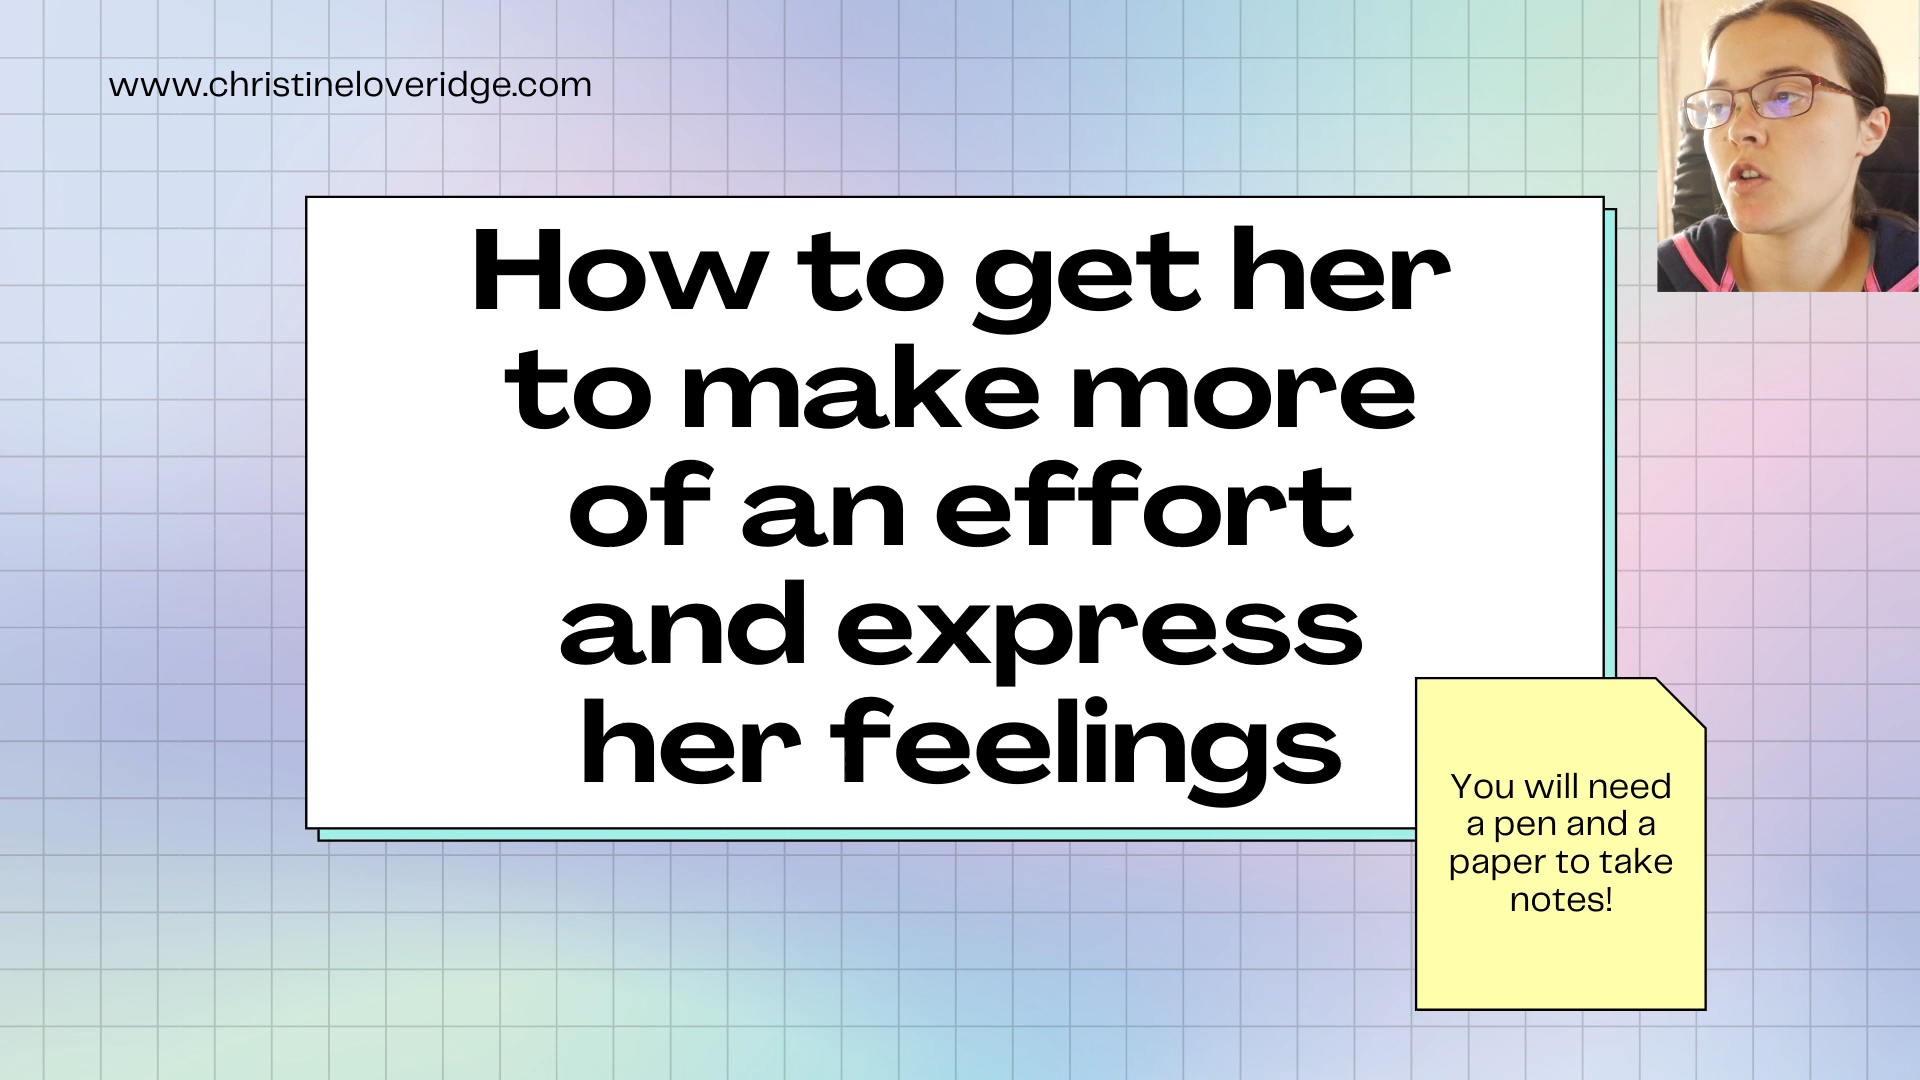 www.christineloveridge.com
How to get her
to make more
of an effort
and express
her feelings
You will need
a pen and a
paper to take
notes!